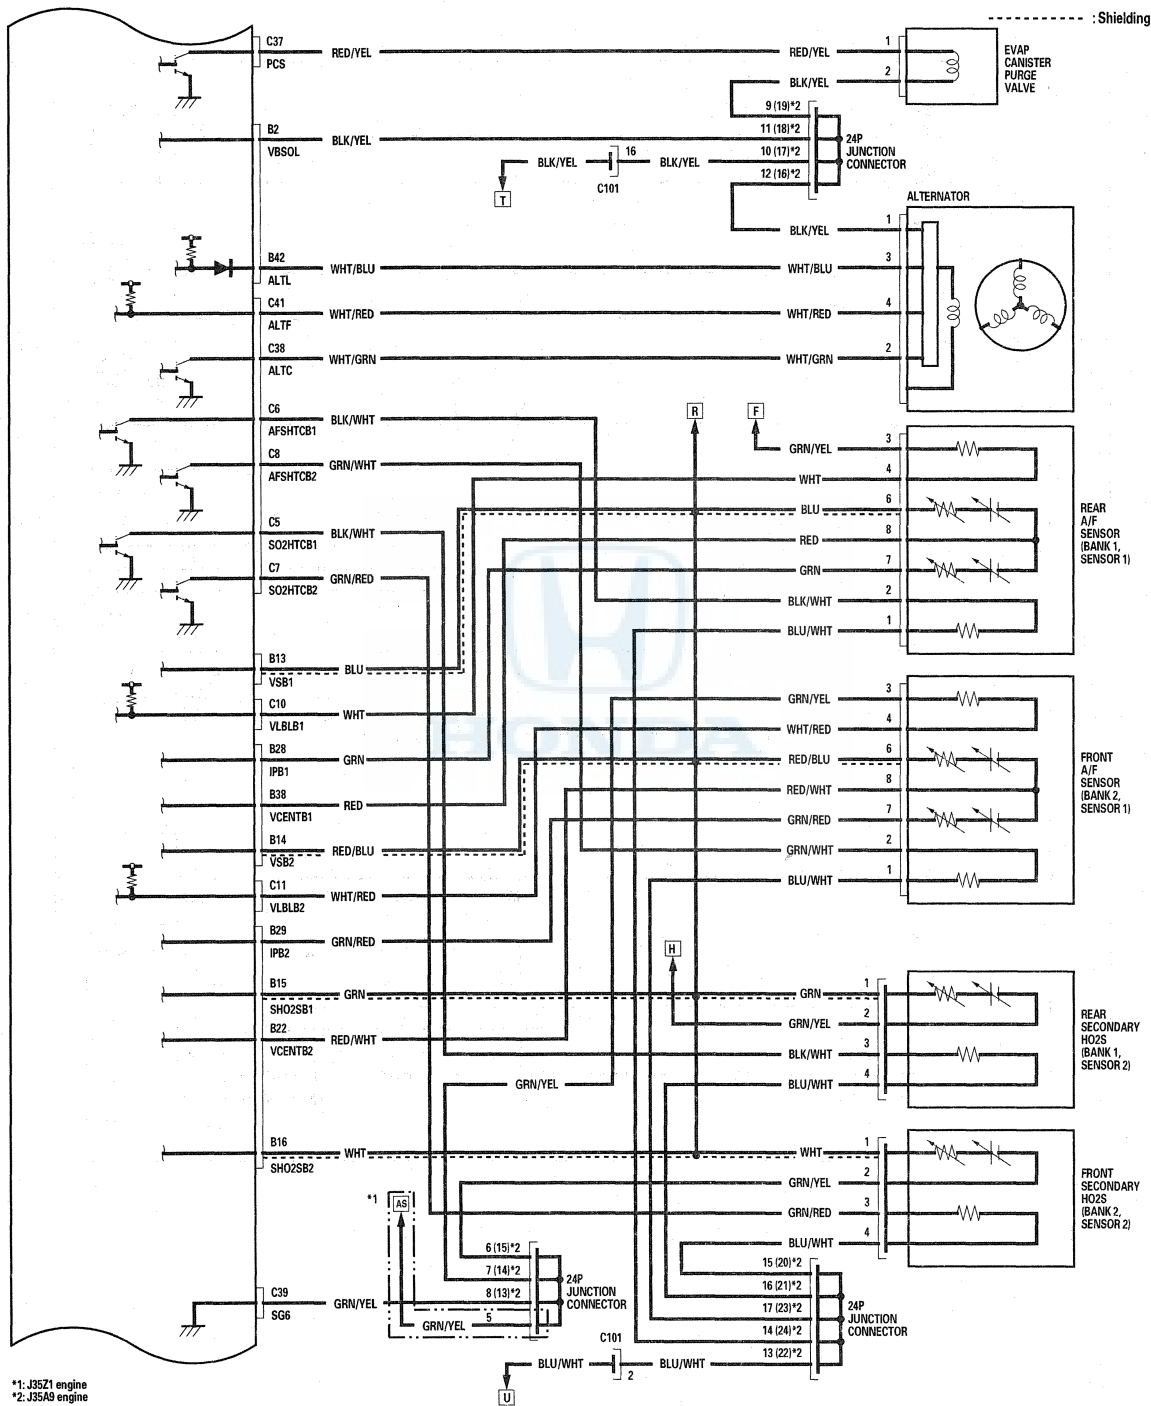 : Shielding
C37
PCS
RED/YEL
RED/YEL
1
2
BLK/YEL
EVAP
CANISTER
PURGE
VALVE
9 (19)*2
11 (18)*2
10 (17)*2
12 (16)*2
24P
JUNCTION
CONNECTOR
B2
VBSOL
BLK/YEL
BLK/YEL
16
BLK/YEL
C101
T
ALTERNATOR
BLK/YEL
1
B42
ALTL
WHT/BLU
WHT/BLU
3
C41
ALTF
WHT/RED
WHT/RED
4
C38
ALTC
WHT/GRN
WHT/GRN
2
C6
AFSHTCB1
BLK/WHT
R
F
C8
AFSHTCB2
GRN/WHT
C5
SO2HTCB1
BLK/WHT
C7
SO2HTCB2
GRN/RED
GRN/YEL
3
WHT
4
BLU
6
RED
8
GRN
7
BLK/WHT
2
BLU/WHT
1
REAR
A/F
SENSOR
(BANK 1,
SENSOR 1)
HONDA
B13
VSB1
BLU
C10
VLBLB1
WHT
B28
IPB1
GRN
B38
VCENTB1
RED
B14
VSB2
RED/BLU
C11
VLBLB2
WHT/RED
B29
IPB2
GRN/RED
GRN/YEL
3
WHT/RED
4
RED/BLU
6
RED/WHT
8
GRN/RED
7
GRN/WHT
2
BLU/WHT
1
FRONT
A/F
SENSOR
(BANK 2,
SENSOR 1)
H
B15
SHO2SB1
GRN
B22
VCENTB2
RED/WHT
GRN
1
GRN/YEL
2
BLK/WHT
3
BLU/WHT
4
REAR
SECONDARY
HO2S
(BANK 1,
SENSOR 2)
GRN/YEL
B16
SHO2SB2
WHT
WHT
1
GRN/YEL
2
GRN/RED
3
BLU/WHT
4
FRONT
SECONDARY
HO2S
(BANK 2,
SENSOR 2)
*1
AS
6 (15)*2
7 (14)*2
8 (13)*2
5
24P
JUNCTION
CONNECTOR
C39
SG6
GRN/YEL
GRN/YEL
15 (20)*2
16 (21)*2
17 (23)*2
14 (24)*2
13 (22)*2
24P
JUNCTION
CONNECTOR
C101
BLU/WHT
2
BLU/WHT
U
*1: J35Z1 engine
*2: J35A9 engine